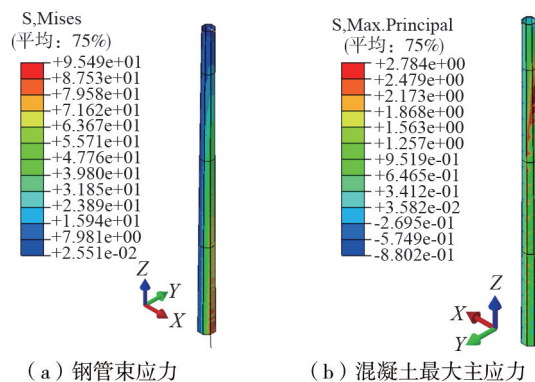 S,Mises
(平均：75%)
+9.549e+01
+8.753e+01
+7.958e+01
+7.162e+01
+6.367e+01
+5.571e+01
+4.776e+01
+3.980e+01
+3.185e+01
+2.389e+01
+1.594e+01
+7.981e+00
+2.551e-02
Z
Y
X
（a）钢管束应力
S,Max.Principal
(平均：75%)
+2.784e+00
+2.479e+00
+2.173e+00
+1.868e+00
+1.563e+00
+1.257e+00
+9.519e-01
+6.465e-01
+3.412e-01
+3.582e-02
-2.695e-01
-5.749e-01
-8.802e-01
Z
X
Y
（b）混凝土最大主应力